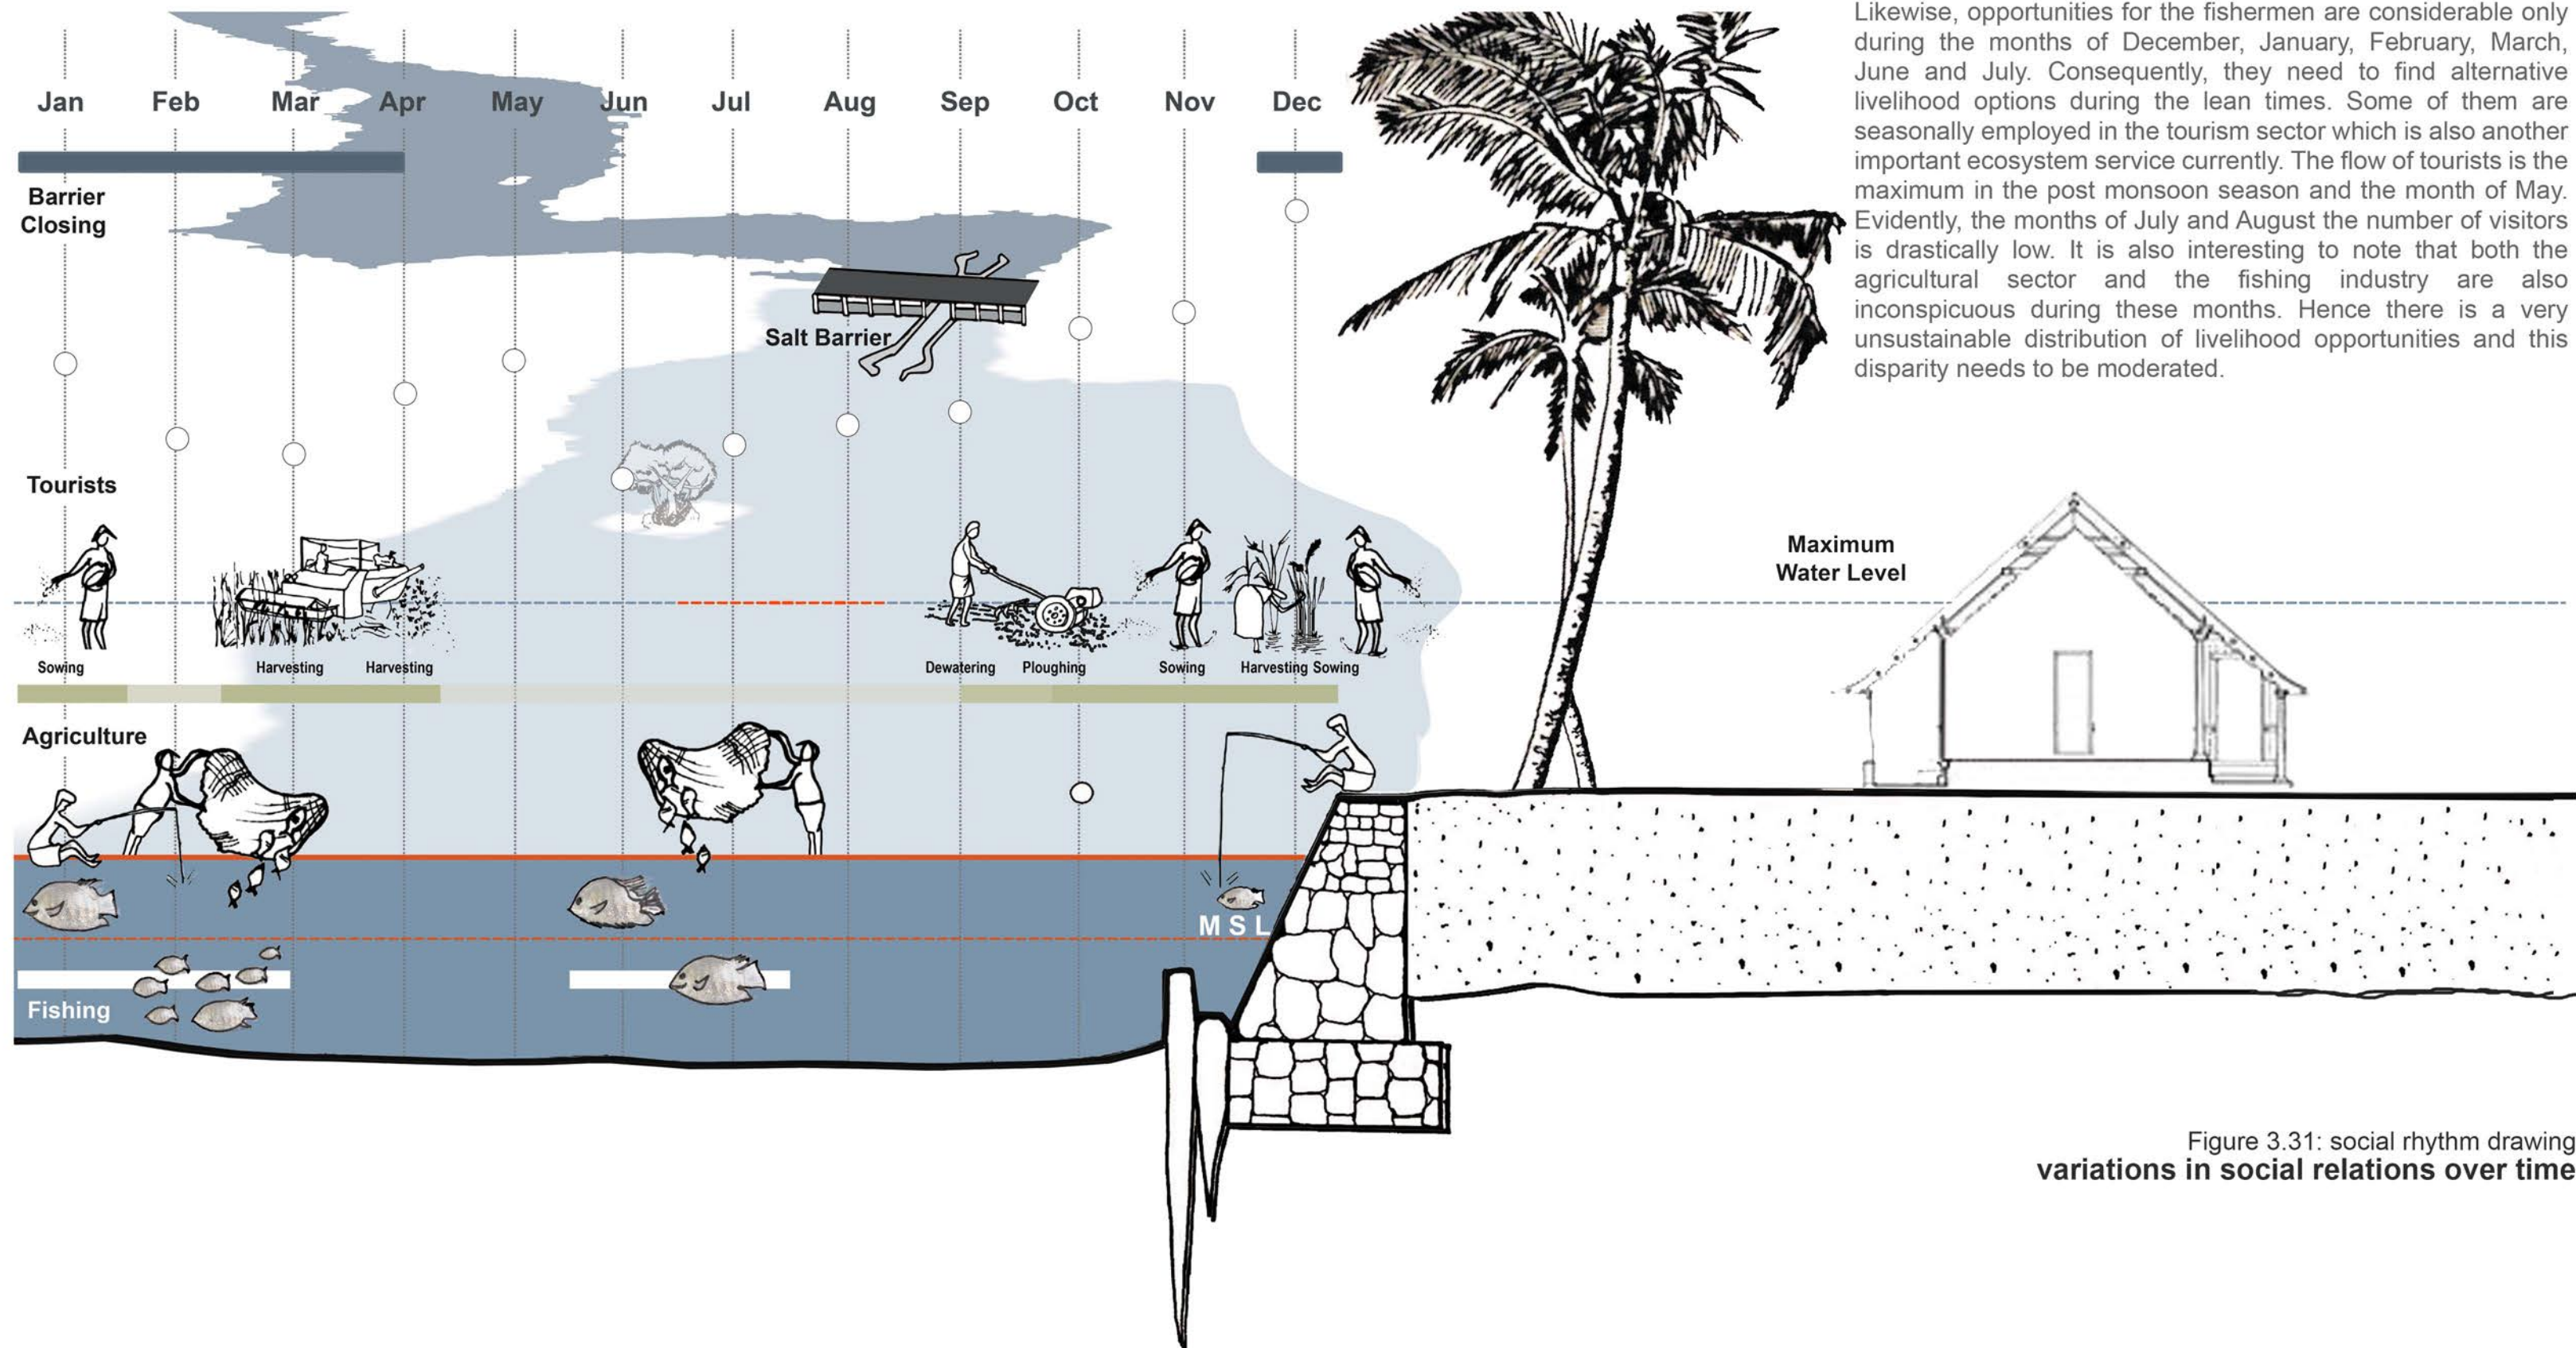 Likewise, opportunities for the fishermen are considerable only
during the months of December, January, February, March,
June and July. Consequently, they need to find alternative
livelihood options during the lean times. Some of them are
seasonally employed in the tourism sector which is also another
important ecosystem service currently. The flow of tourists is the
maximum in the post monsoon season and the month of May.
Evidently, the months of July and August the number of visitors
is drastically low. It is also interesting to note that both the
agricultural sector and the fishing industry are also
inconspicuous during these months. Hence there is a very
unsustainable distribution of livelihood opportunities and this
disparity needs to be moderated.
Jan Feb Mar Apr May Jun Jul Aug Sep Oct Nov Dec
Barrier
Closing
Salt Barrier
Tourists
Maximum
Water Level
Sowing Harvesting Harvesting Dewatering Ploughing Sowing Harvesting Sowing
Agriculture
M S L
Fishing
Figure 3.31: social rhythm drawing
variations in social relations over time